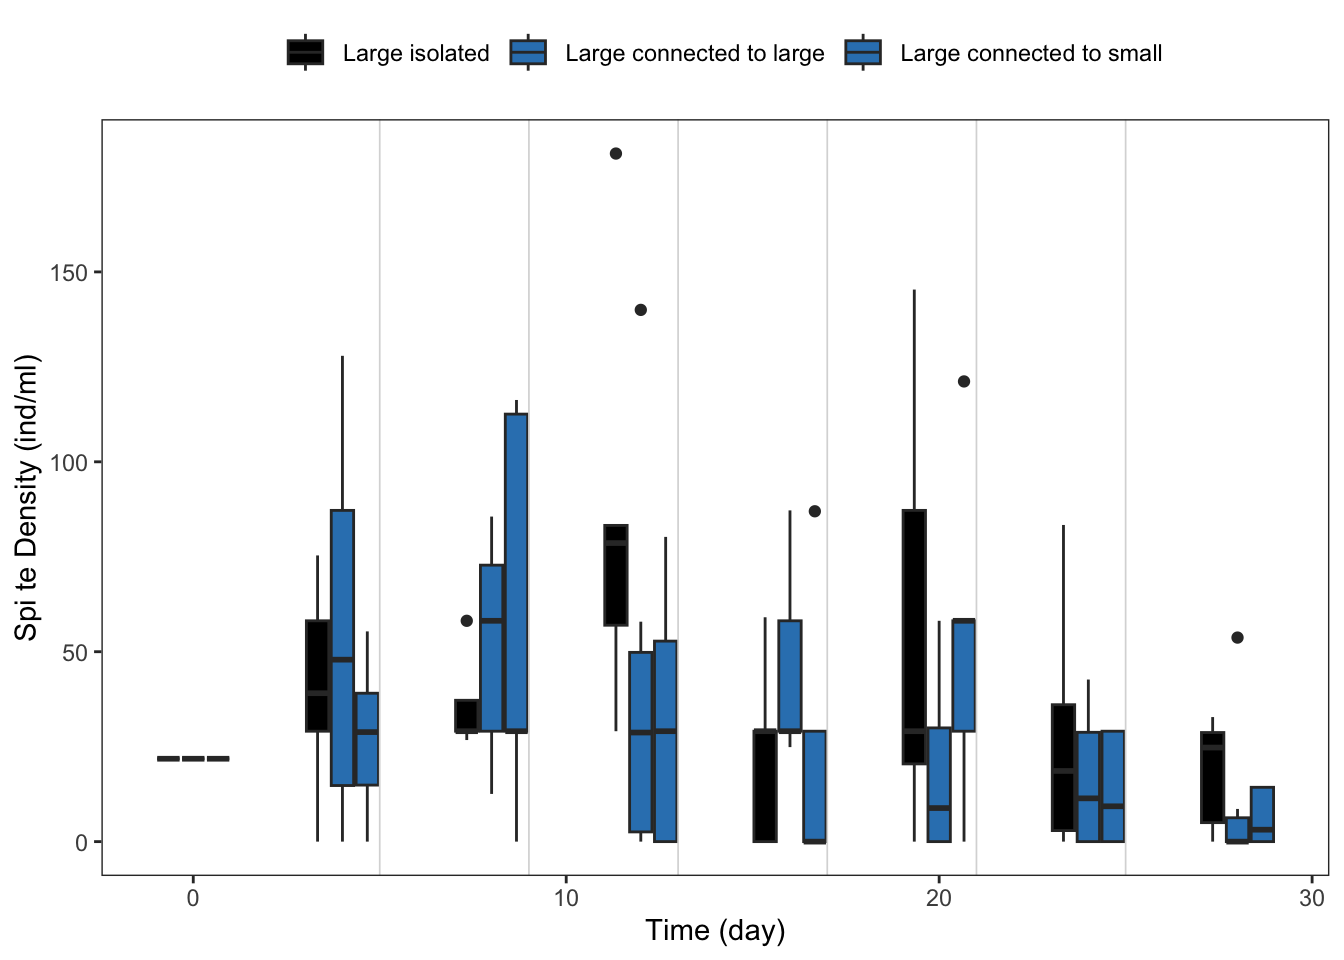 Large isolated Large connected to large Large connected to small
Spi te Density (ind/ml)
150
100
50
0
0 10 20 30
Time (day)